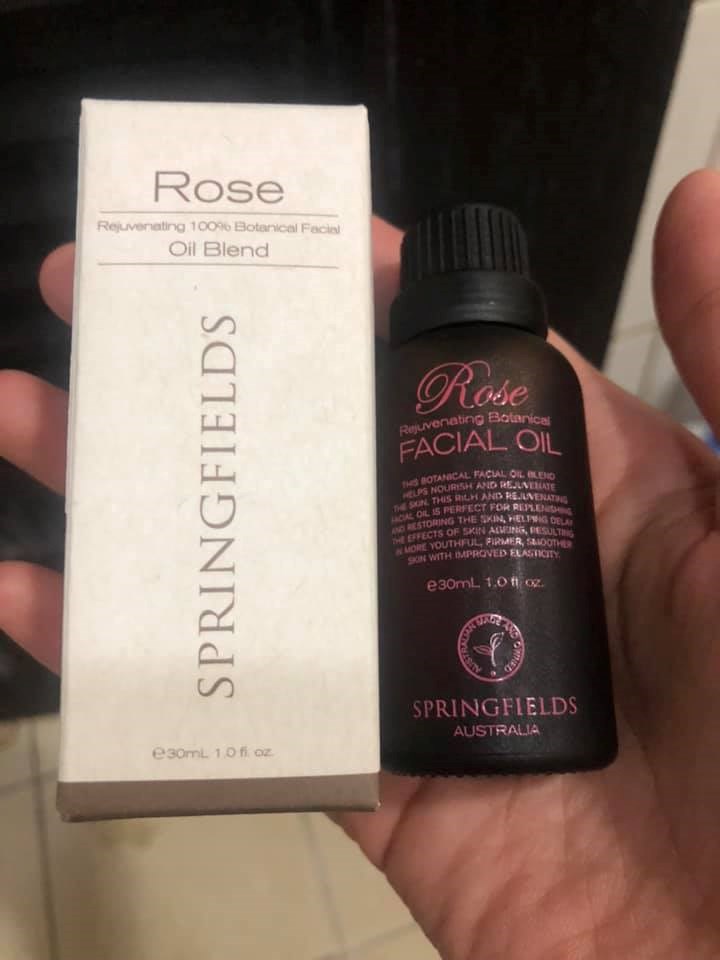 Rose
Rejuvenating 100% Botanical Facial
Oil Blend
SPRINGFIELDS
e30mL 1.0 fl. oz.
Rose
Rejuvenating Botanical
FACIAL OIL
THIS BOTANICAL FACIAL OIL BLEND
HELPS NOURISH AND REJUVENATE
THE SKIN. THIS RICH AND REJUVENATING
FACIAL OIL IS PERFECT FOR REPLENISHING
AND RESTORING THE SKIN, HELPING DELAY
THE EFFECTS OF SKIN AGEING, RESULTING
IN MORE YOUTHFUL, FIRMER, SMOOTHER
SKIN WITH IMPROVED ELASTICITY.
e30mL 1.0 fl. oz.
AUSTRALIAN MADE AND OWNED
SPRINGFIELDS
AUSTRALIA